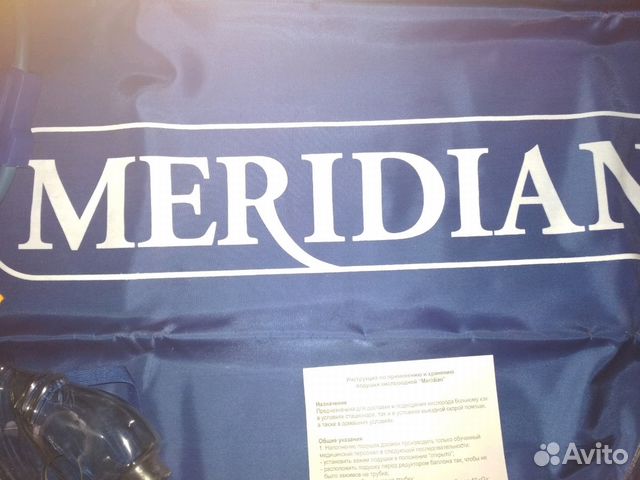 MERIDIAN
Инструкция по применению и хранению
подушки кислородной "Meridian"
Назначение
Предназначена для доставки и подведения кислорода больному как
в условиях стационара, так и в условиях выездной скорой помощи,
а также в домашних условиях.
Общие указания
1. Наполнение подушки должен производить только обученный
медицинский персонал в следующей последовательности:
- установить зажим подушки в положении "открыто";
- расположить подушку перед редуктором баллона так, чтобы не
было зажимов на трубке;
Avito